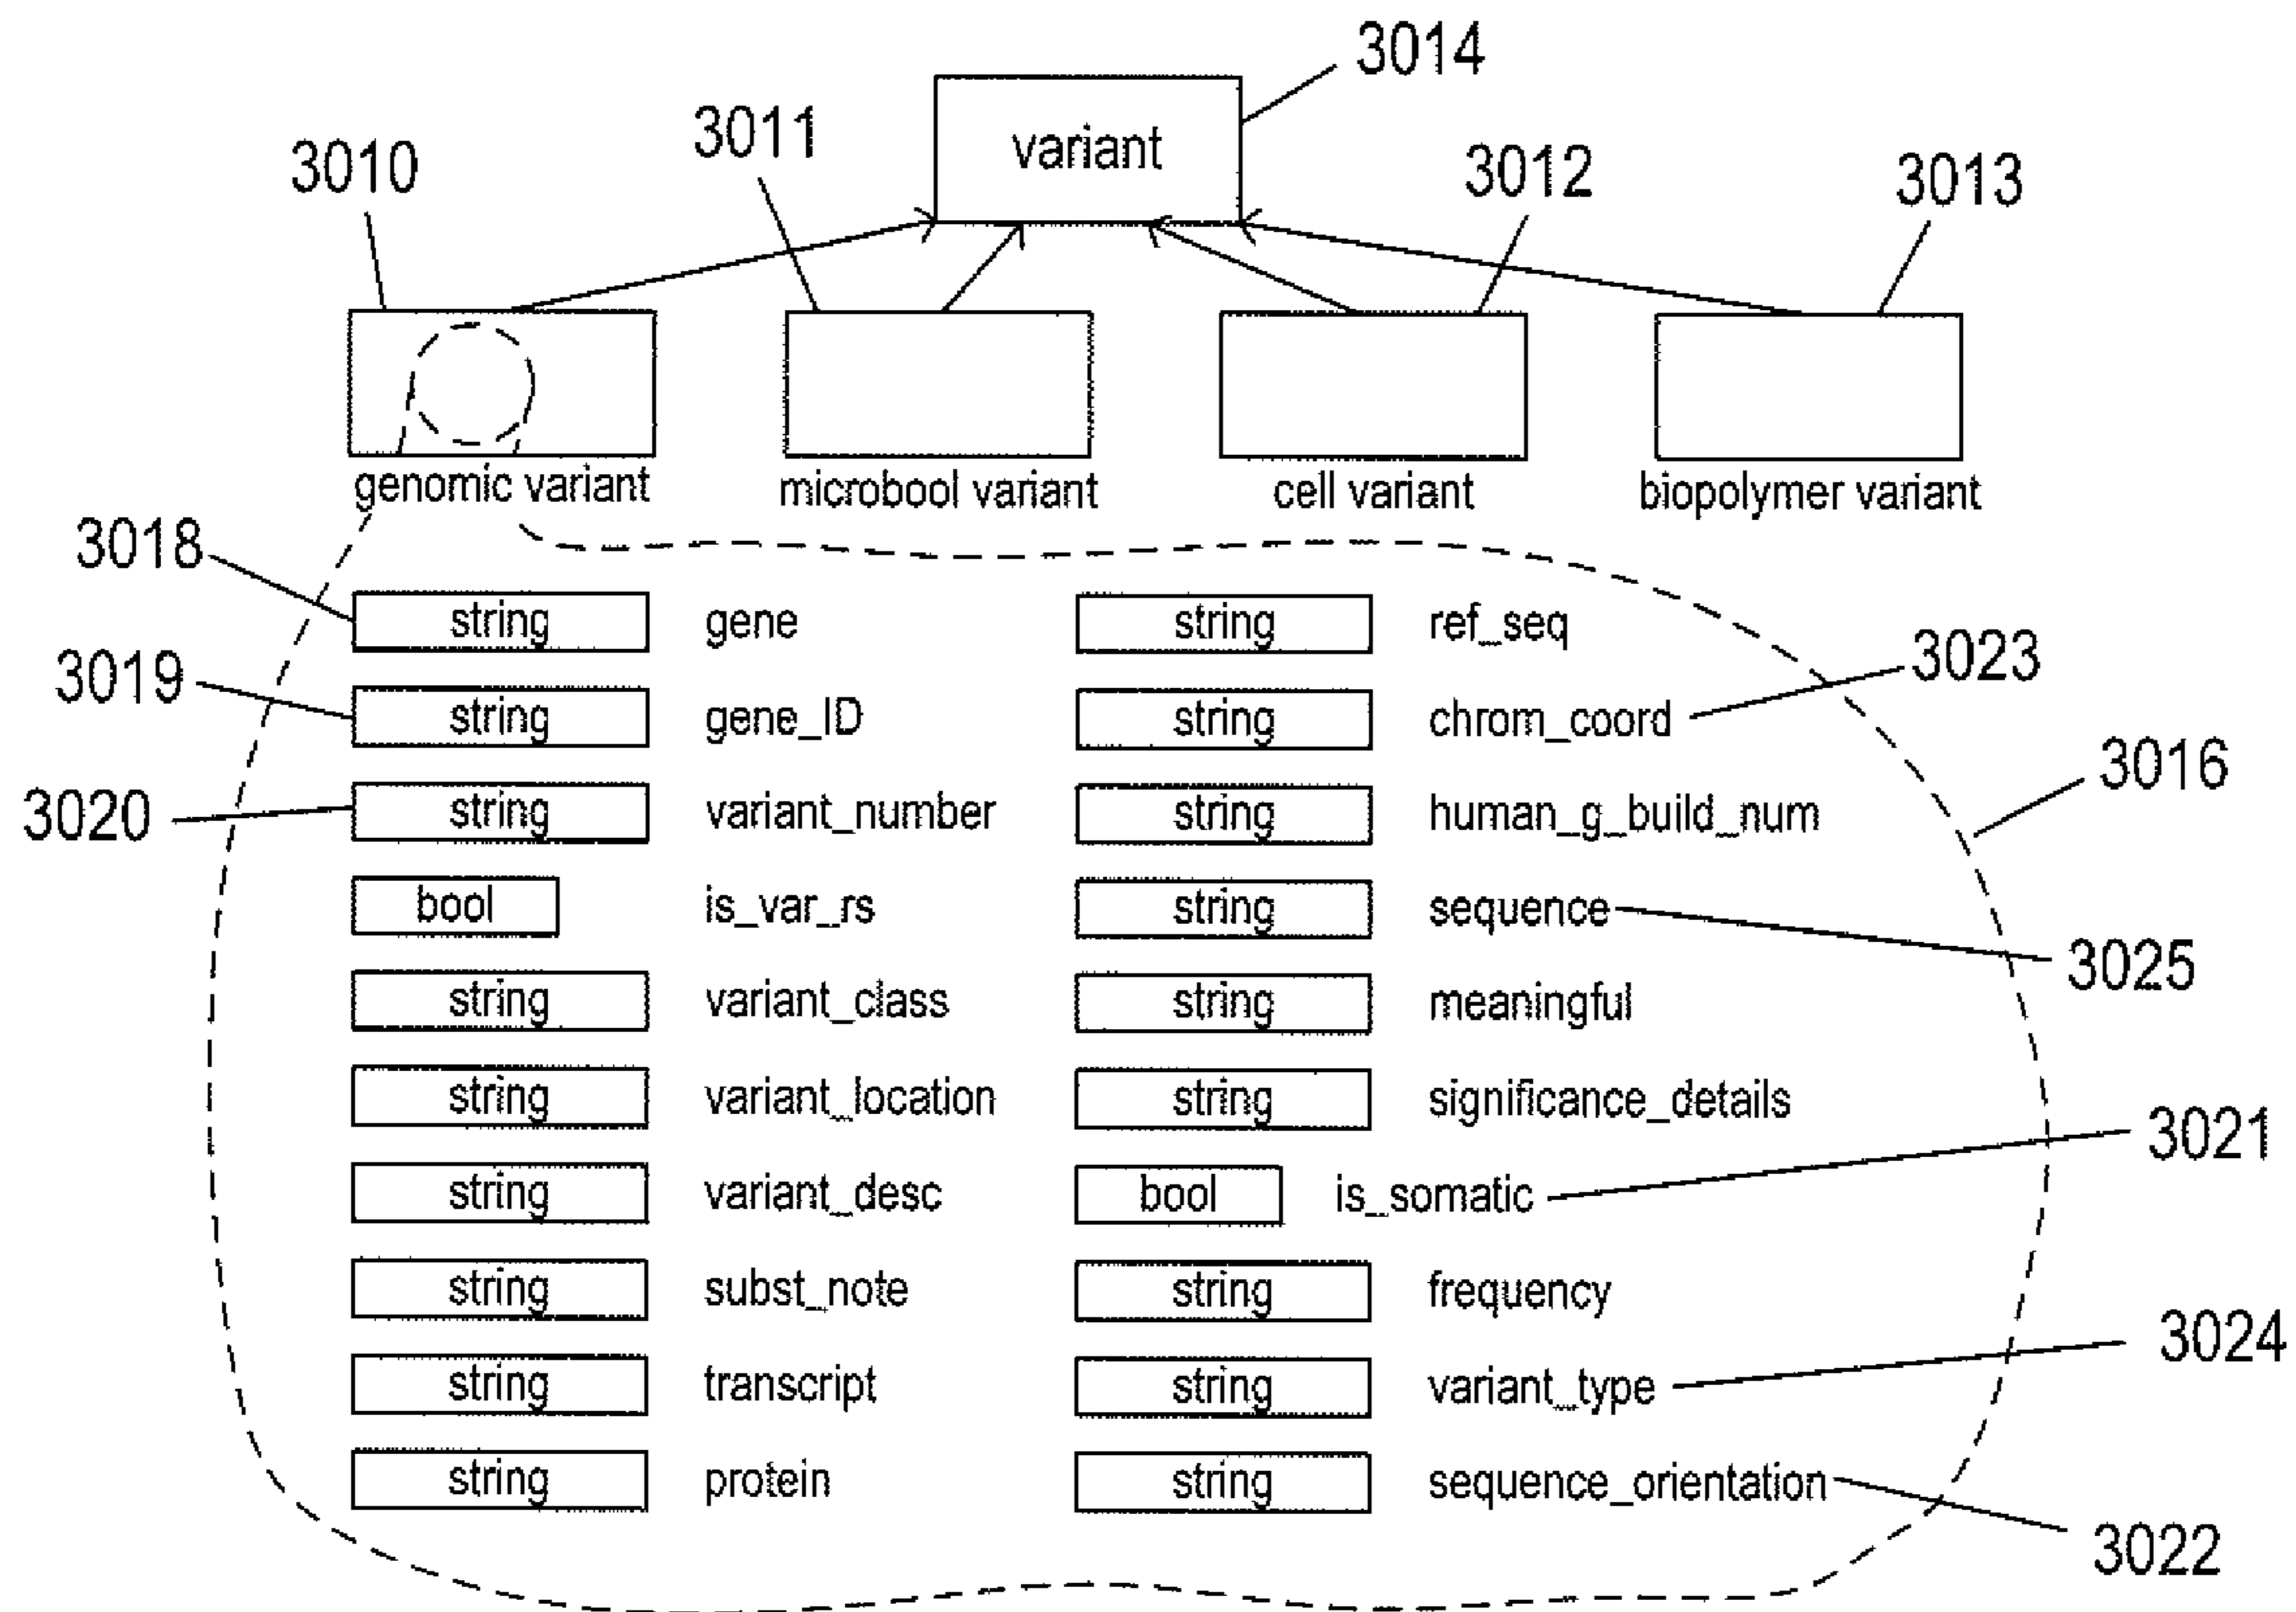 3014
3011
variant
3012
3010
3013
genomic variant
microbool variant
cell variant
biopolymer variant
3018
string gene
string ref_seq
3019
string gene_ID
string chrom_coord
3023
3020
string variant_number
string human_g_build_num
3016
bool is_var_rs
string sequence
3025
string variant_class
string meaningful
string variant_location
string significance_details
3021
string variant_desc
bool is_somatic
string subst_note
string frequency
3024
string transcript
string variant_type
string protein
string sequence_orientation
3022